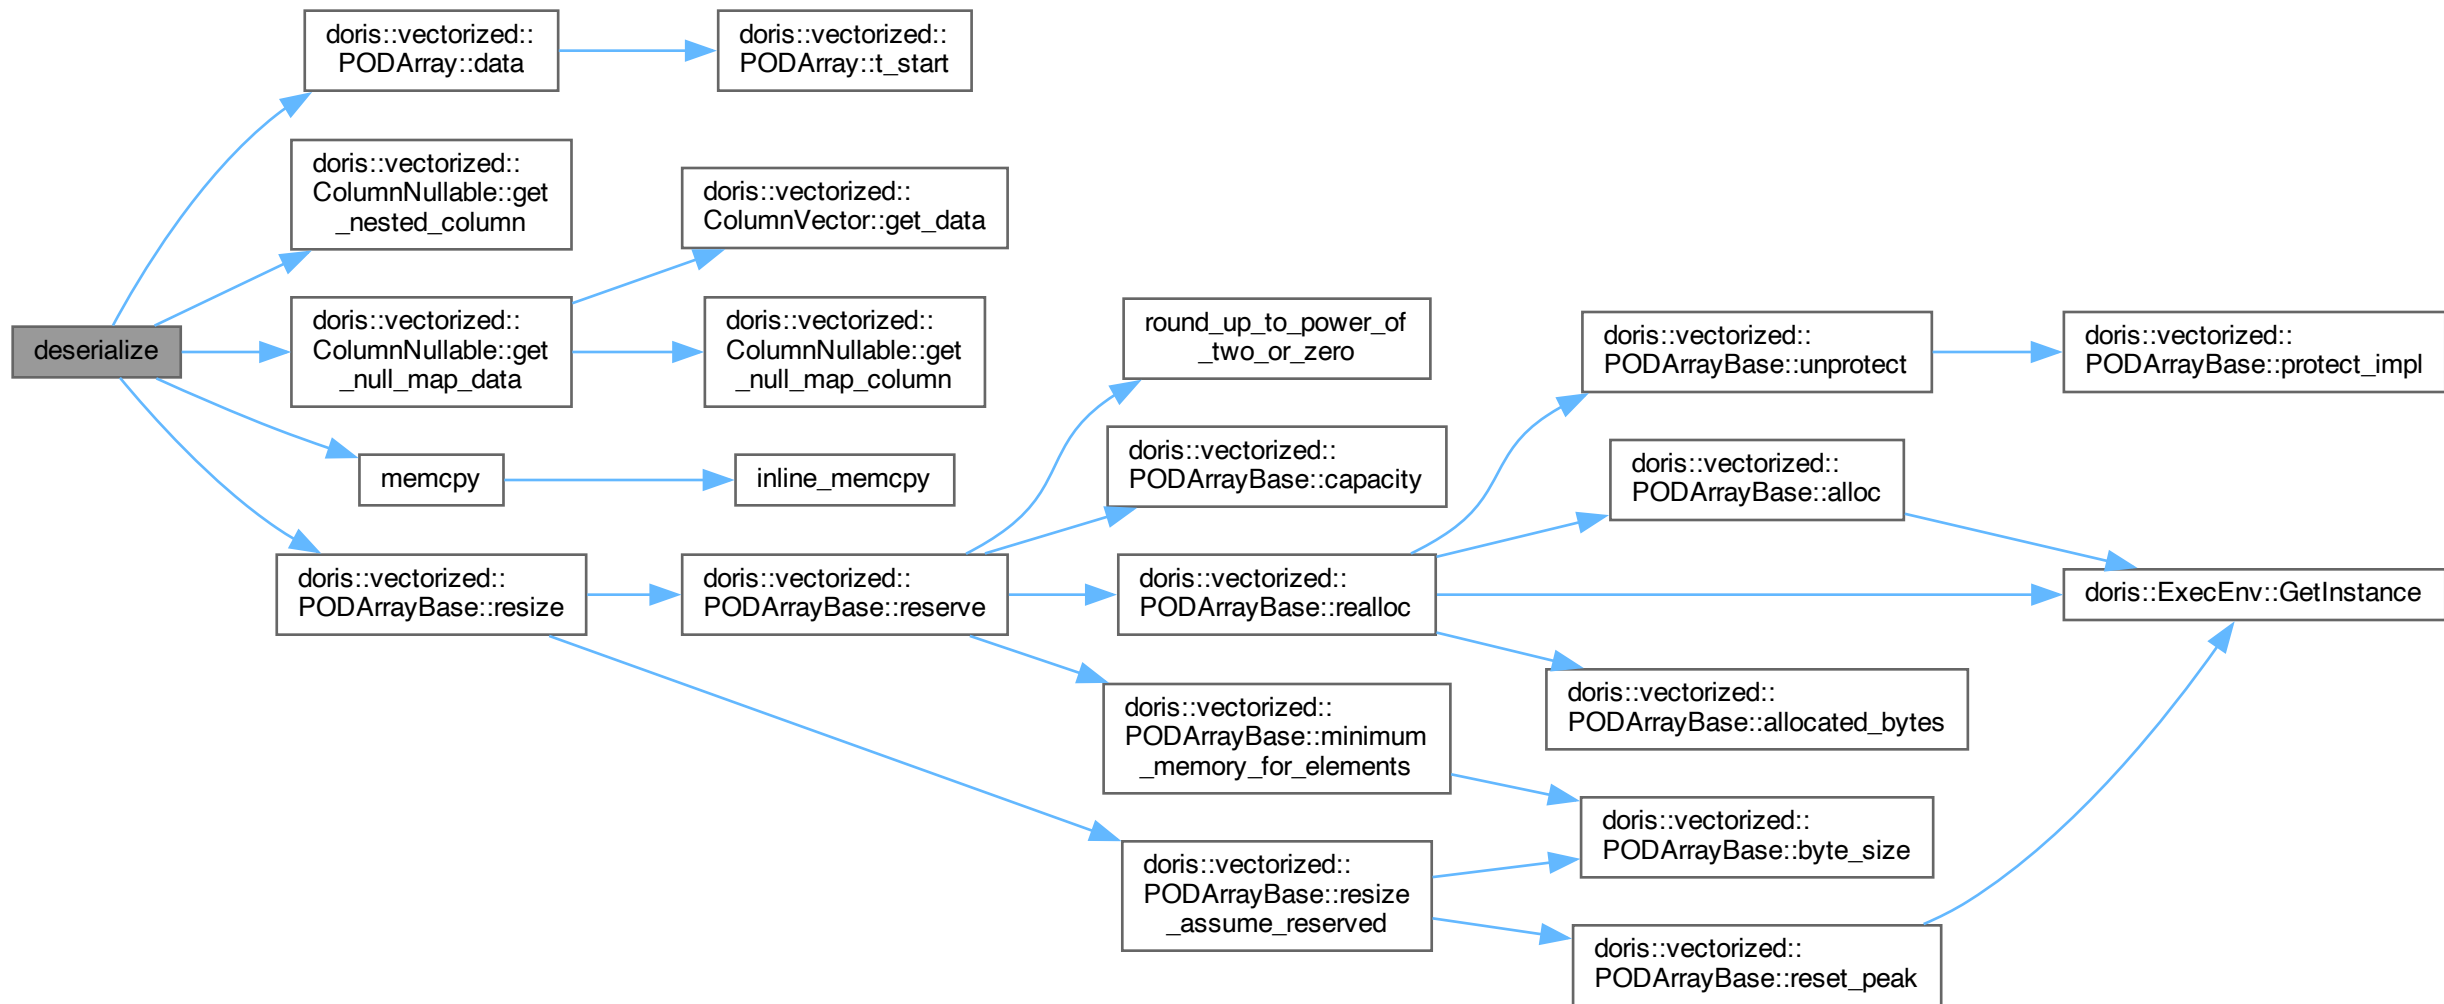 deserialize
doris::vectorized::
PODArray::data
doris::vectorized::
PODArray::t_start
doris::vectorized::
ColumnNullable::get
_nested_column
doris::vectorized::
ColumnNullable::get
_null_map_data
doris::vectorized::
ColumnVector::get_data
doris::vectorized::
ColumnNullable::get
_null_map_column
memcpy
inline_memcpy
doris::vectorized::
PODArrayBase::resize
doris::vectorized::
PODArrayBase::reserve
round_up_to_power_of
_two_or_zero
doris::vectorized::
PODArrayBase::capacity
doris::vectorized::
PODArrayBase::realloc
doris::vectorized::
PODArrayBase::minimum
_memory_for_elements
doris::vectorized::
PODArrayBase::resize
_assume_reserved
doris::vectorized::
PODArrayBase::unprotect
doris::vectorized::
PODArrayBase::protect_impl
doris::vectorized::
PODArrayBase::alloc
doris::ExecEnv::GetInstance
doris::vectorized::
PODArrayBase::allocated_bytes
doris::vectorized::
PODArrayBase::byte_size
doris::vectorized::
PODArrayBase::reset_peak